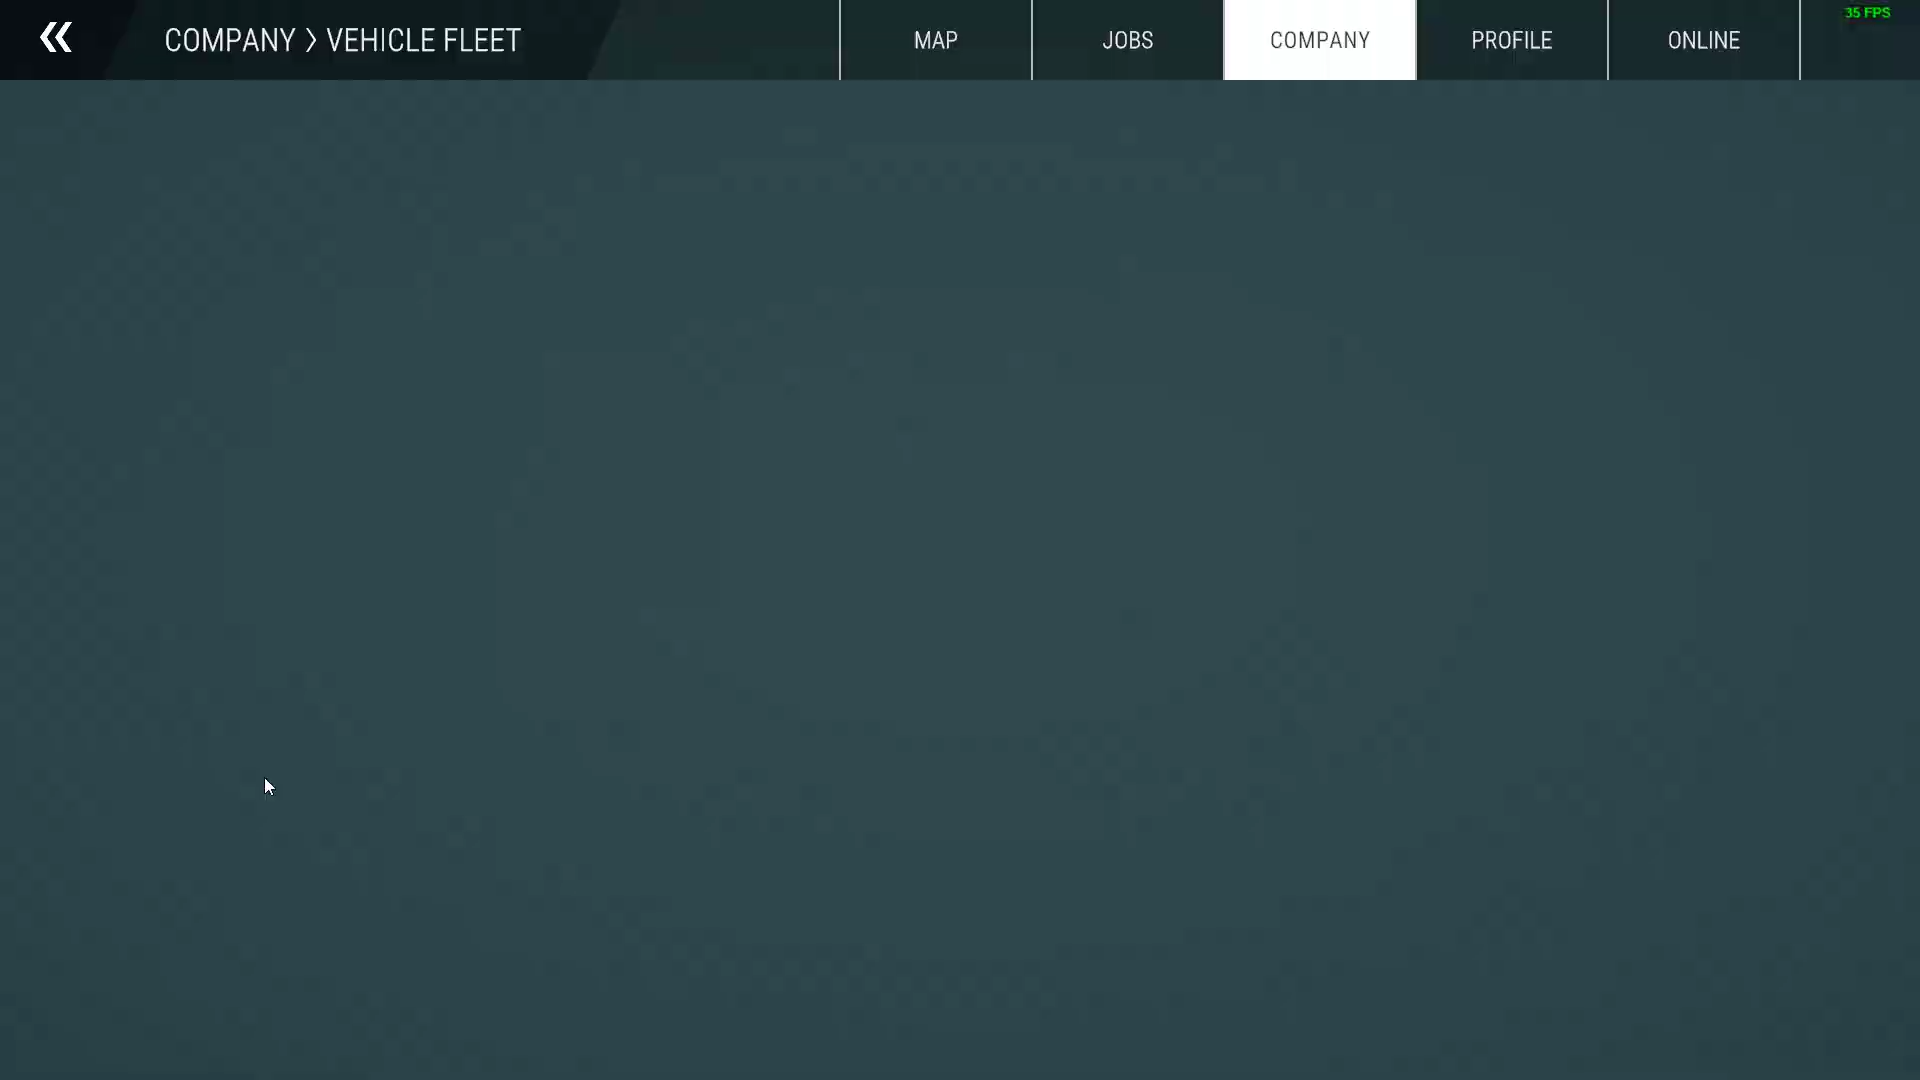 COMPANY > VEHICLE FLEET
MAP
JOBS
COMPANY
PROFILE
ONLINE
35 FPS